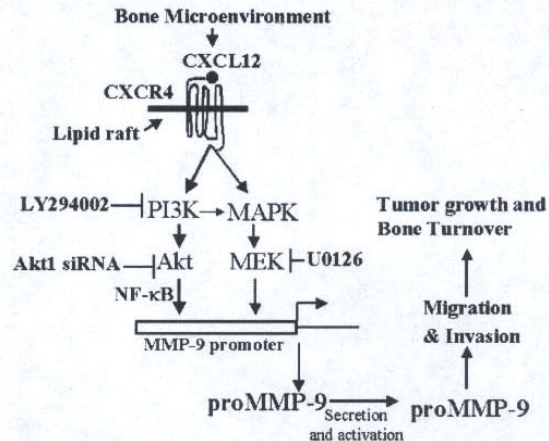 Bone Microenvironment
CXCL12
CXCR4
Lipid raft
LY294002
PI3K
MAPK
Tumor growth and
Bone Turnover
Akt1 siRNA
Akt
MEK
U0126
NF-κB
Migration
& Invasion
MMP-9 promoter
proMMP-9
Secretion
and activation
proMMP-9